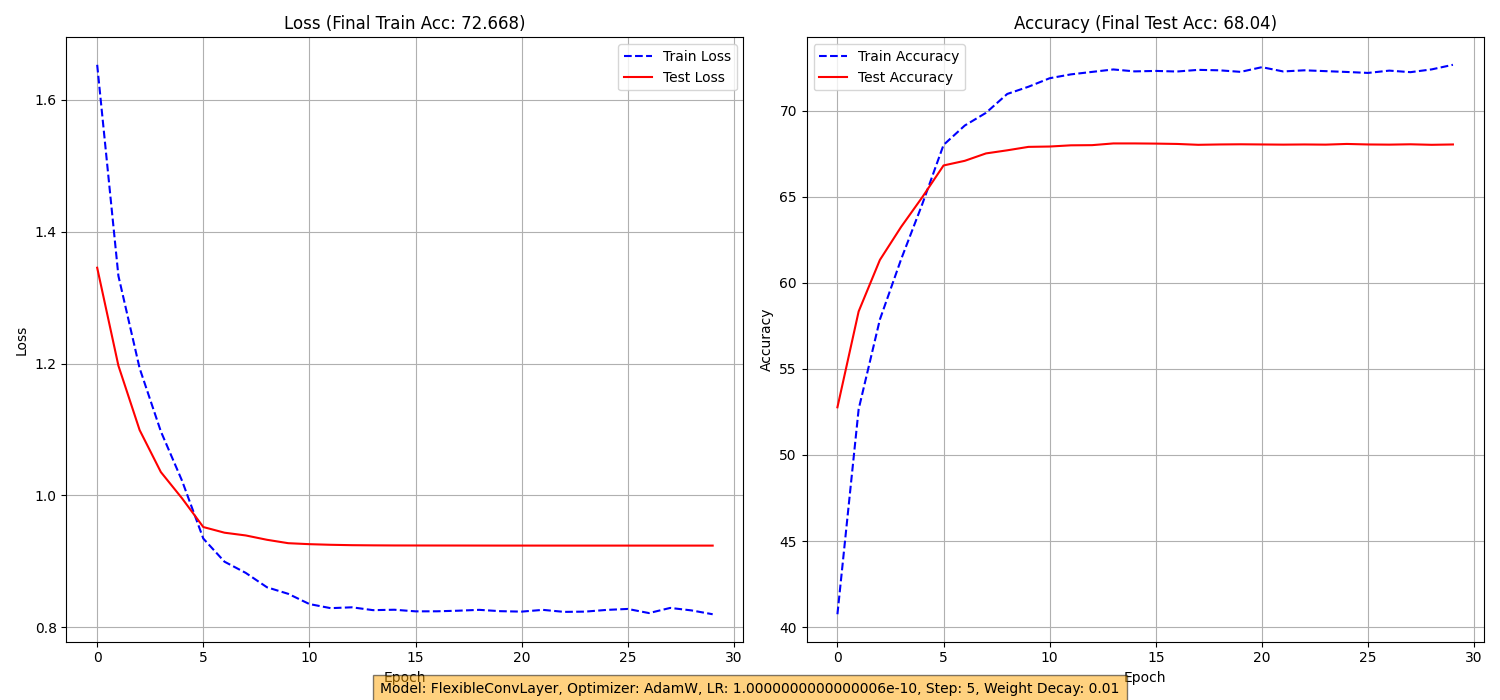 Loss (Final Train Acc: 72.668)
Train Loss
Test Loss
1.6
1.4
1.2
1.0
0.8
Loss
0 5 10 15 20 25 30
Epoch
Accuracy (Final Test Acc: 68.04)
Train Accuracy
Test Accuracy
70
65
60
55
50
45
40
Accuracy
0 5 10 15 20 25 30
Epoch
Model: FlexibleConvLayer, Optimizer: AdamW, LR: 1.0000000000000006e-10, Step: 5, Weight Decay: 0.01